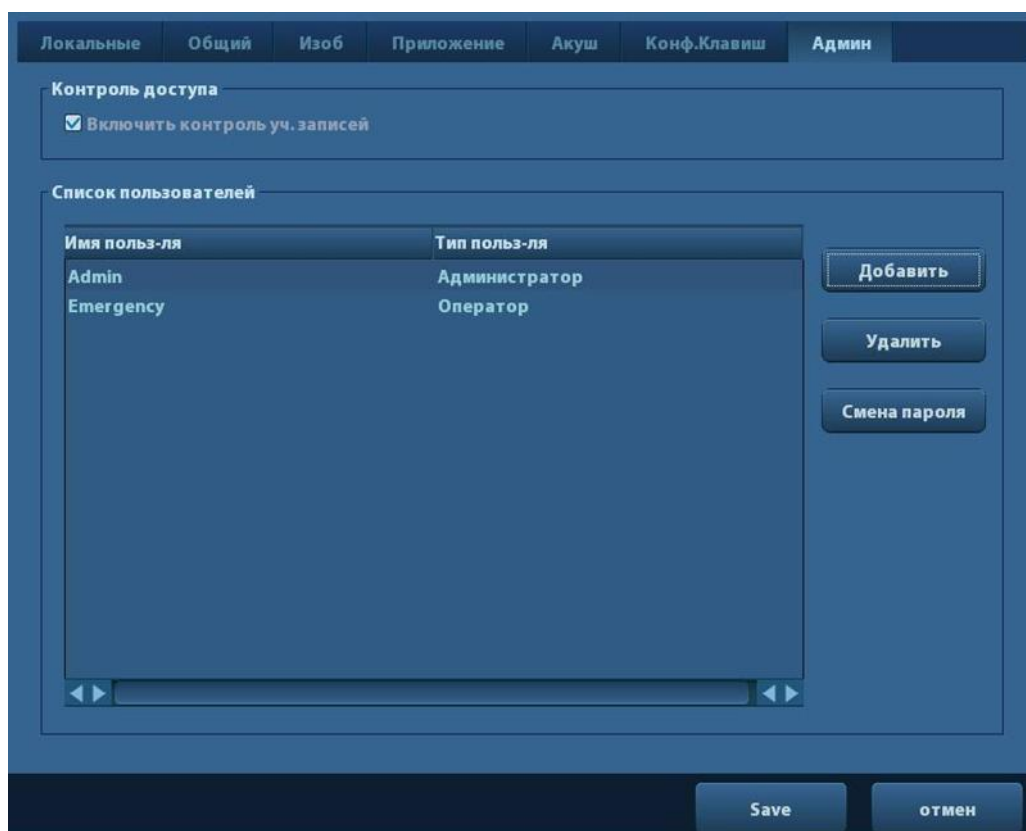 Локальные Общий Изоб Приложение Акуш Конф.Клавиш Админ
Контроль доступа
Включить контроль уч. записей
Список пользователей
Имя польз-ля Тип польз-ля
Admin Администратор
Emergency Оператор
Добавить
Удалить
Смена пароля
Save отмен